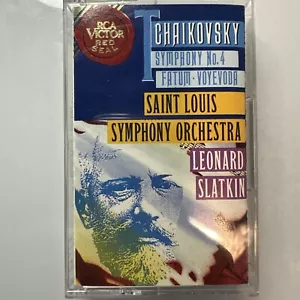 RCA
VICTOR
RED
SEAL
TCHAIKOVSKY
SYMPHONY No. 4
FATUM · VOYEVODA
SAINT LOUIS
SYMPHONY ORCHESTRA
LEONARD
SLATKIN